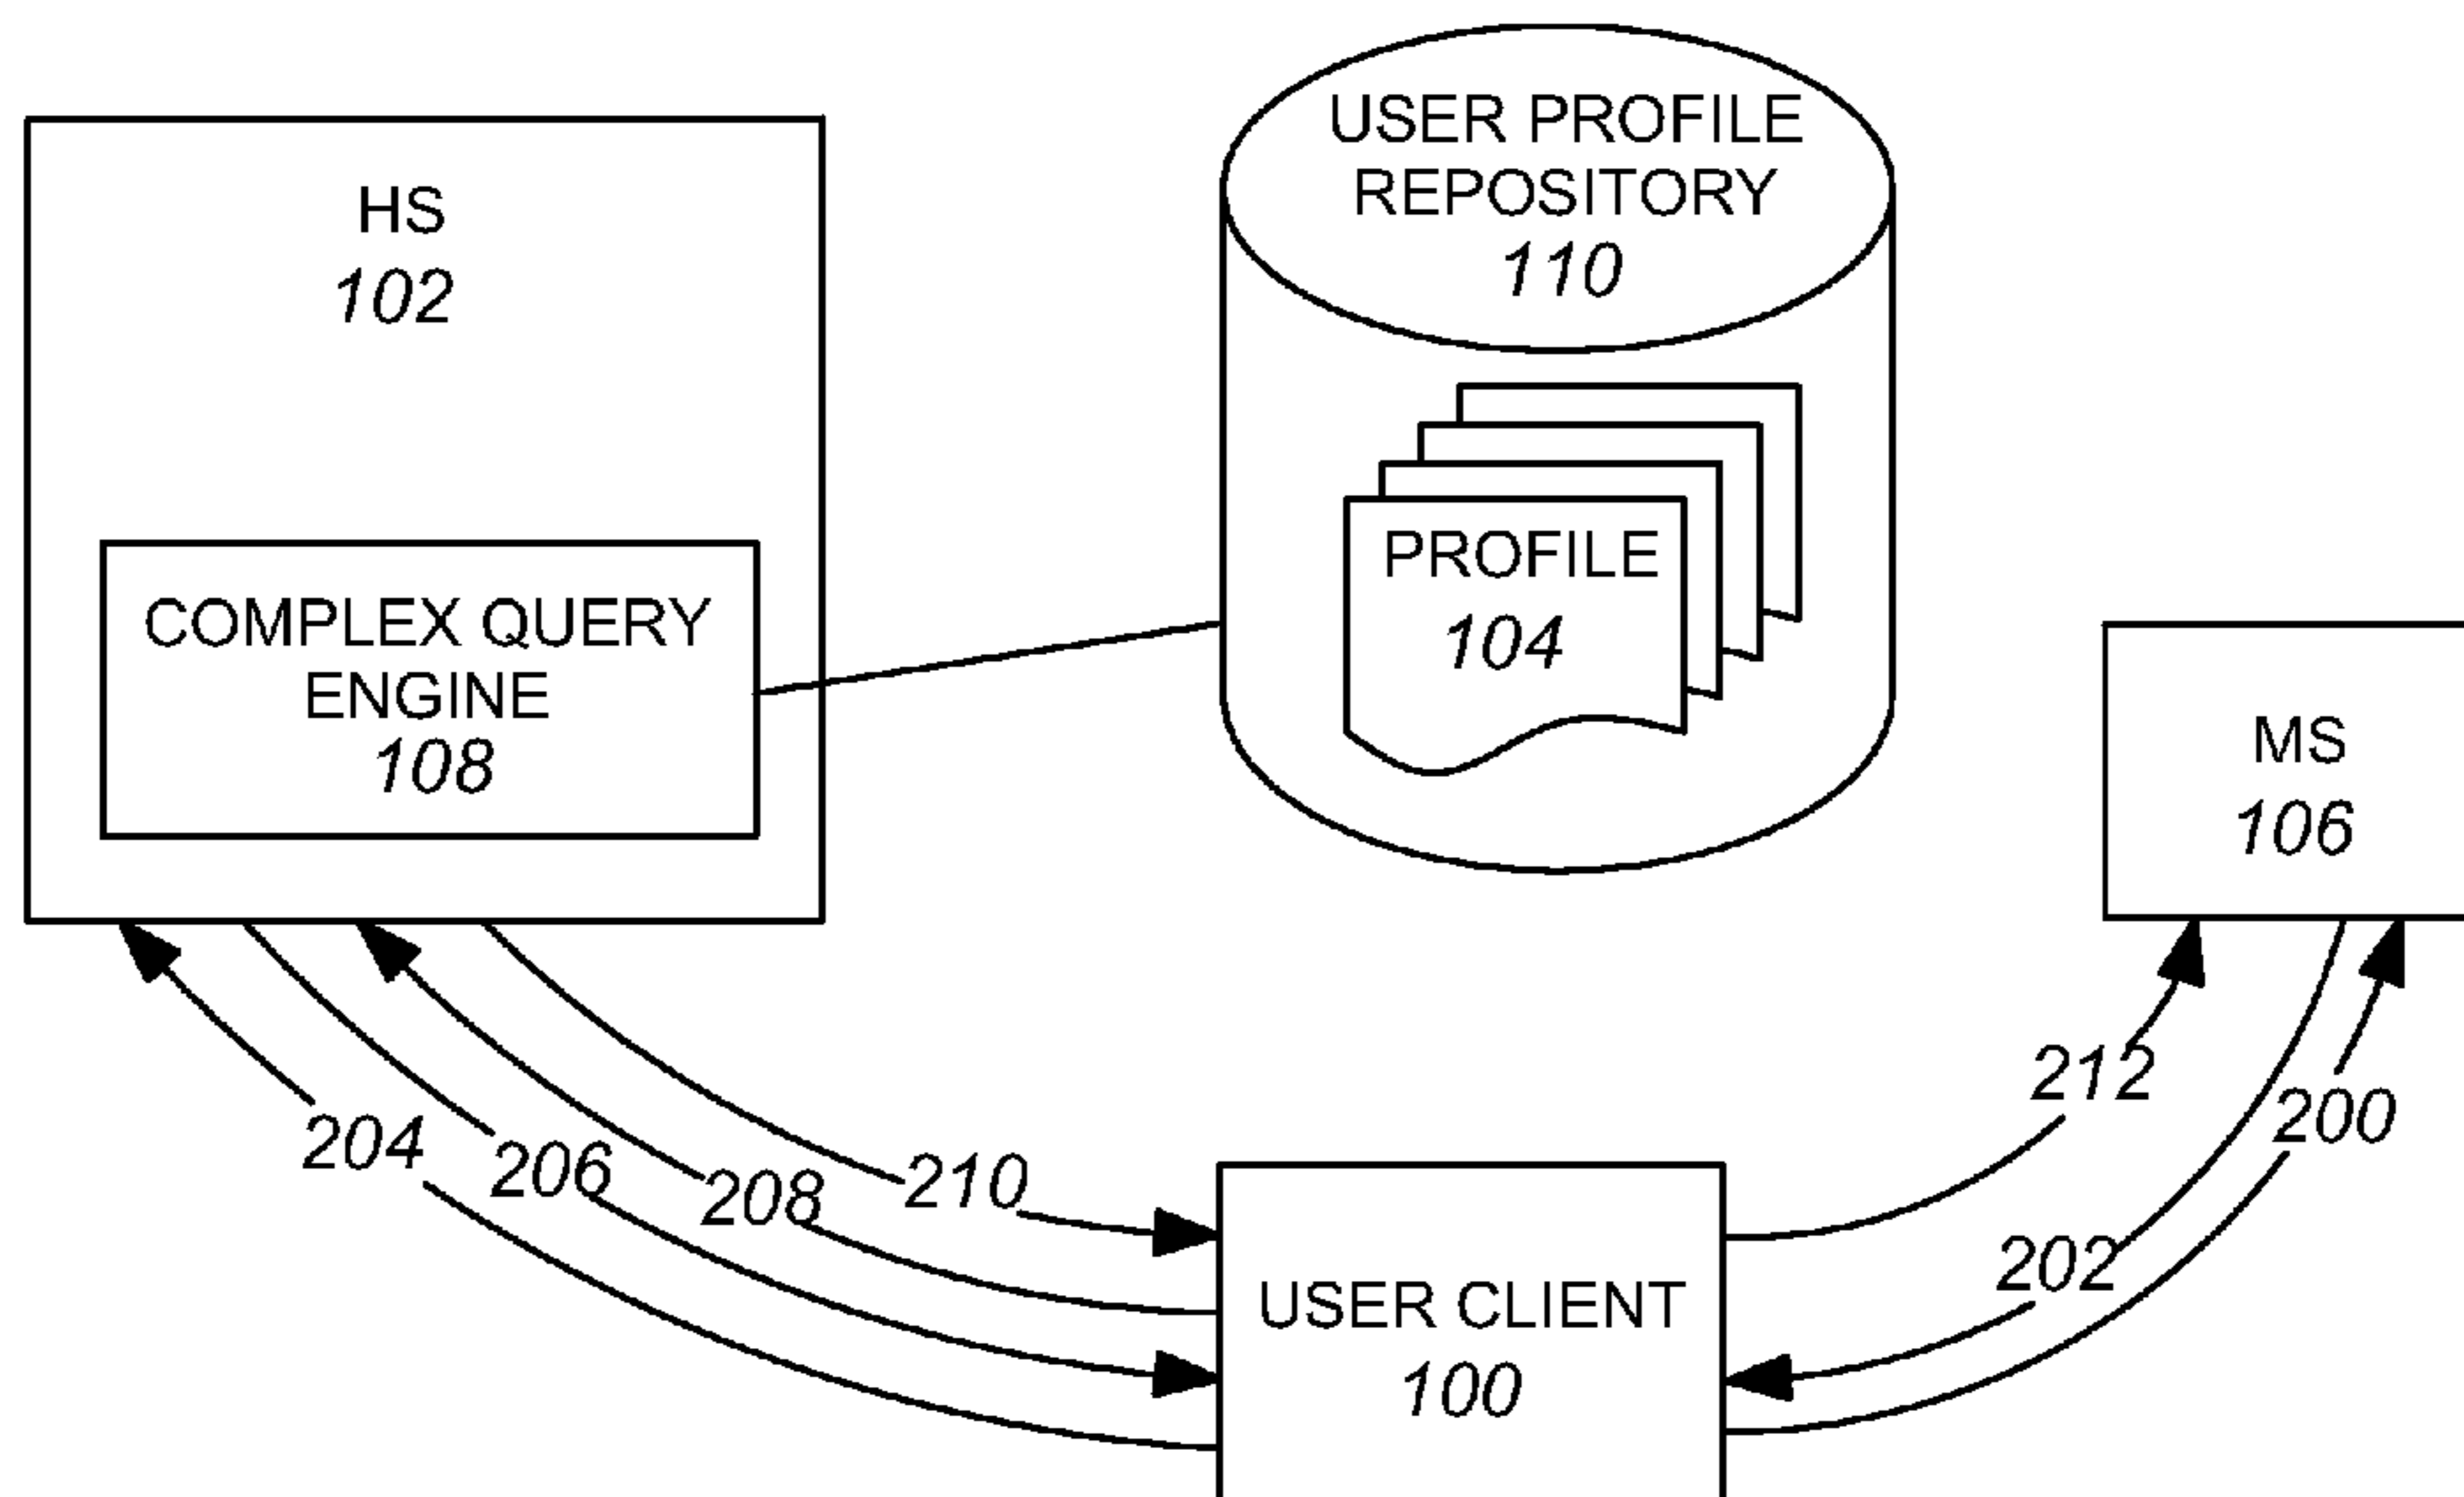 HS
102
COMPLEX QUERY
ENGINE
108
USER PROFILE
REPOSITORY
110
PROFILE
104
MS
106
204
206
208
210
212
200
202
USER CLIENT
100